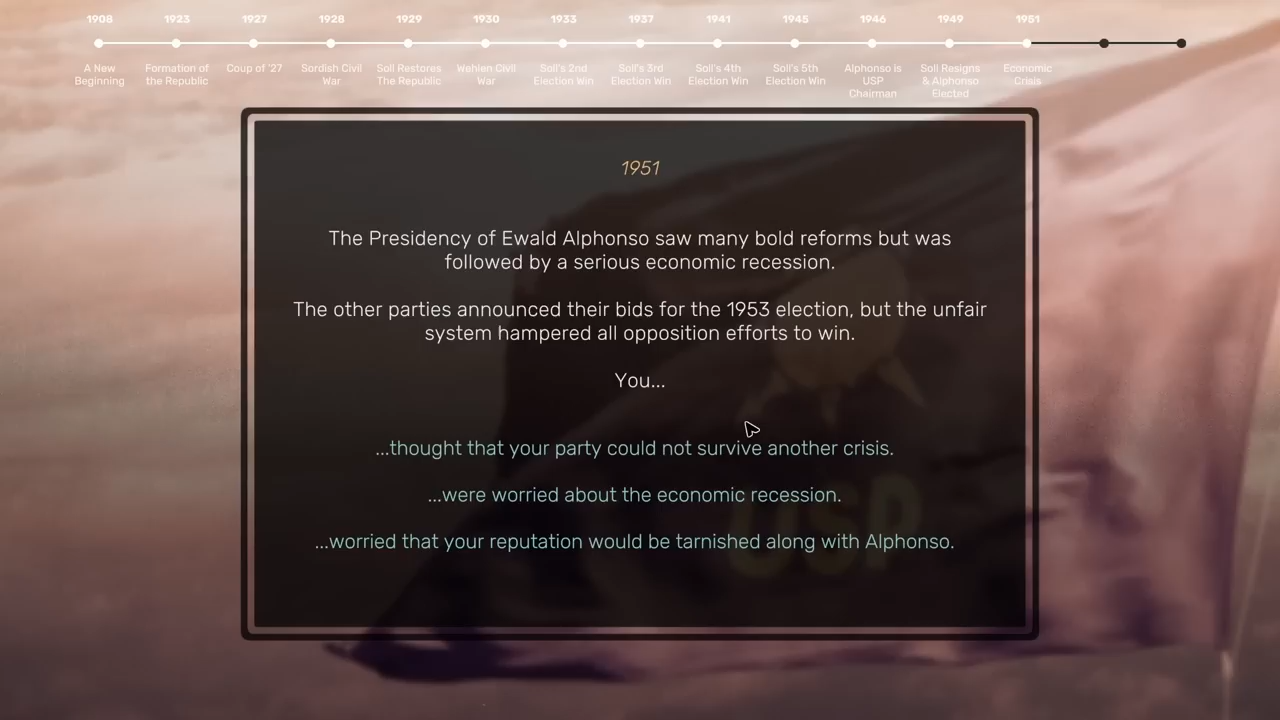 1908
1923
1927
1928
1929
1930
1933
1937
1941
1945
1946
1949
1951
A New
Beginning
Formation of
the Republic
Coup of '27
Sordish Civil
War
Soll Restores
The Republic
Wehlen Civil
War
Soll's 2nd
Election Win
Soll's 3rd
Election Win
Soll's 4th
Election Win
Soll's 5th
Election Win
Alphonso is
USP
Chairman
Soll Resigns
& Alphonso
Elected
Economic
Crisis
1951
The Presidency of Ewald Alphonso saw many bold reforms but was
followed by a serious economic recession.
The other parties announced their bids for the 1953 election, but the unfair
system hampered all opposition efforts to win.
You...
...thought that your party could not survive another crisis.
...were worried about the economic recession.
...worried that your reputation would be tarnished along with Alphonso.
USP